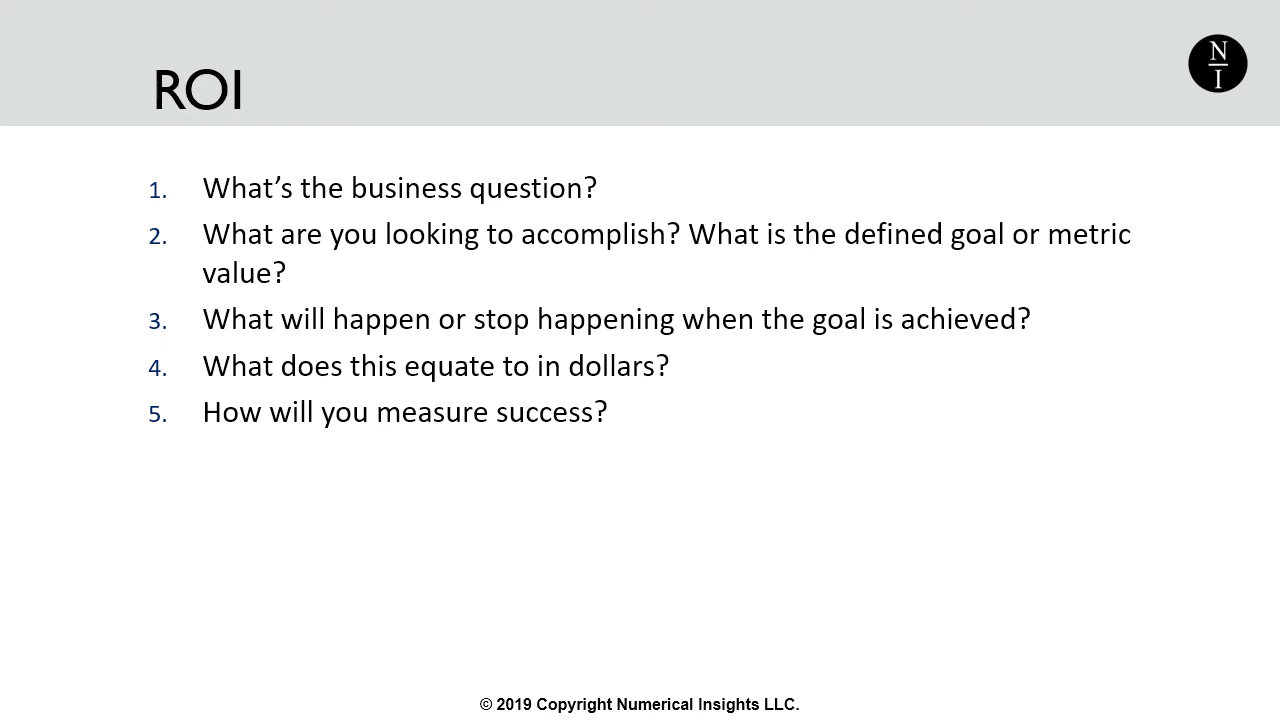 ROI
N
I
1. What’s the business question?
2. What are you looking to accomplish? What is the defined goal or metric
value?
3. What will happen or stop happening when the goal is achieved?
4. What does this equate to in dollars?
5. How will you measure success?
© 2019 Copyright Numerical Insights LLC.